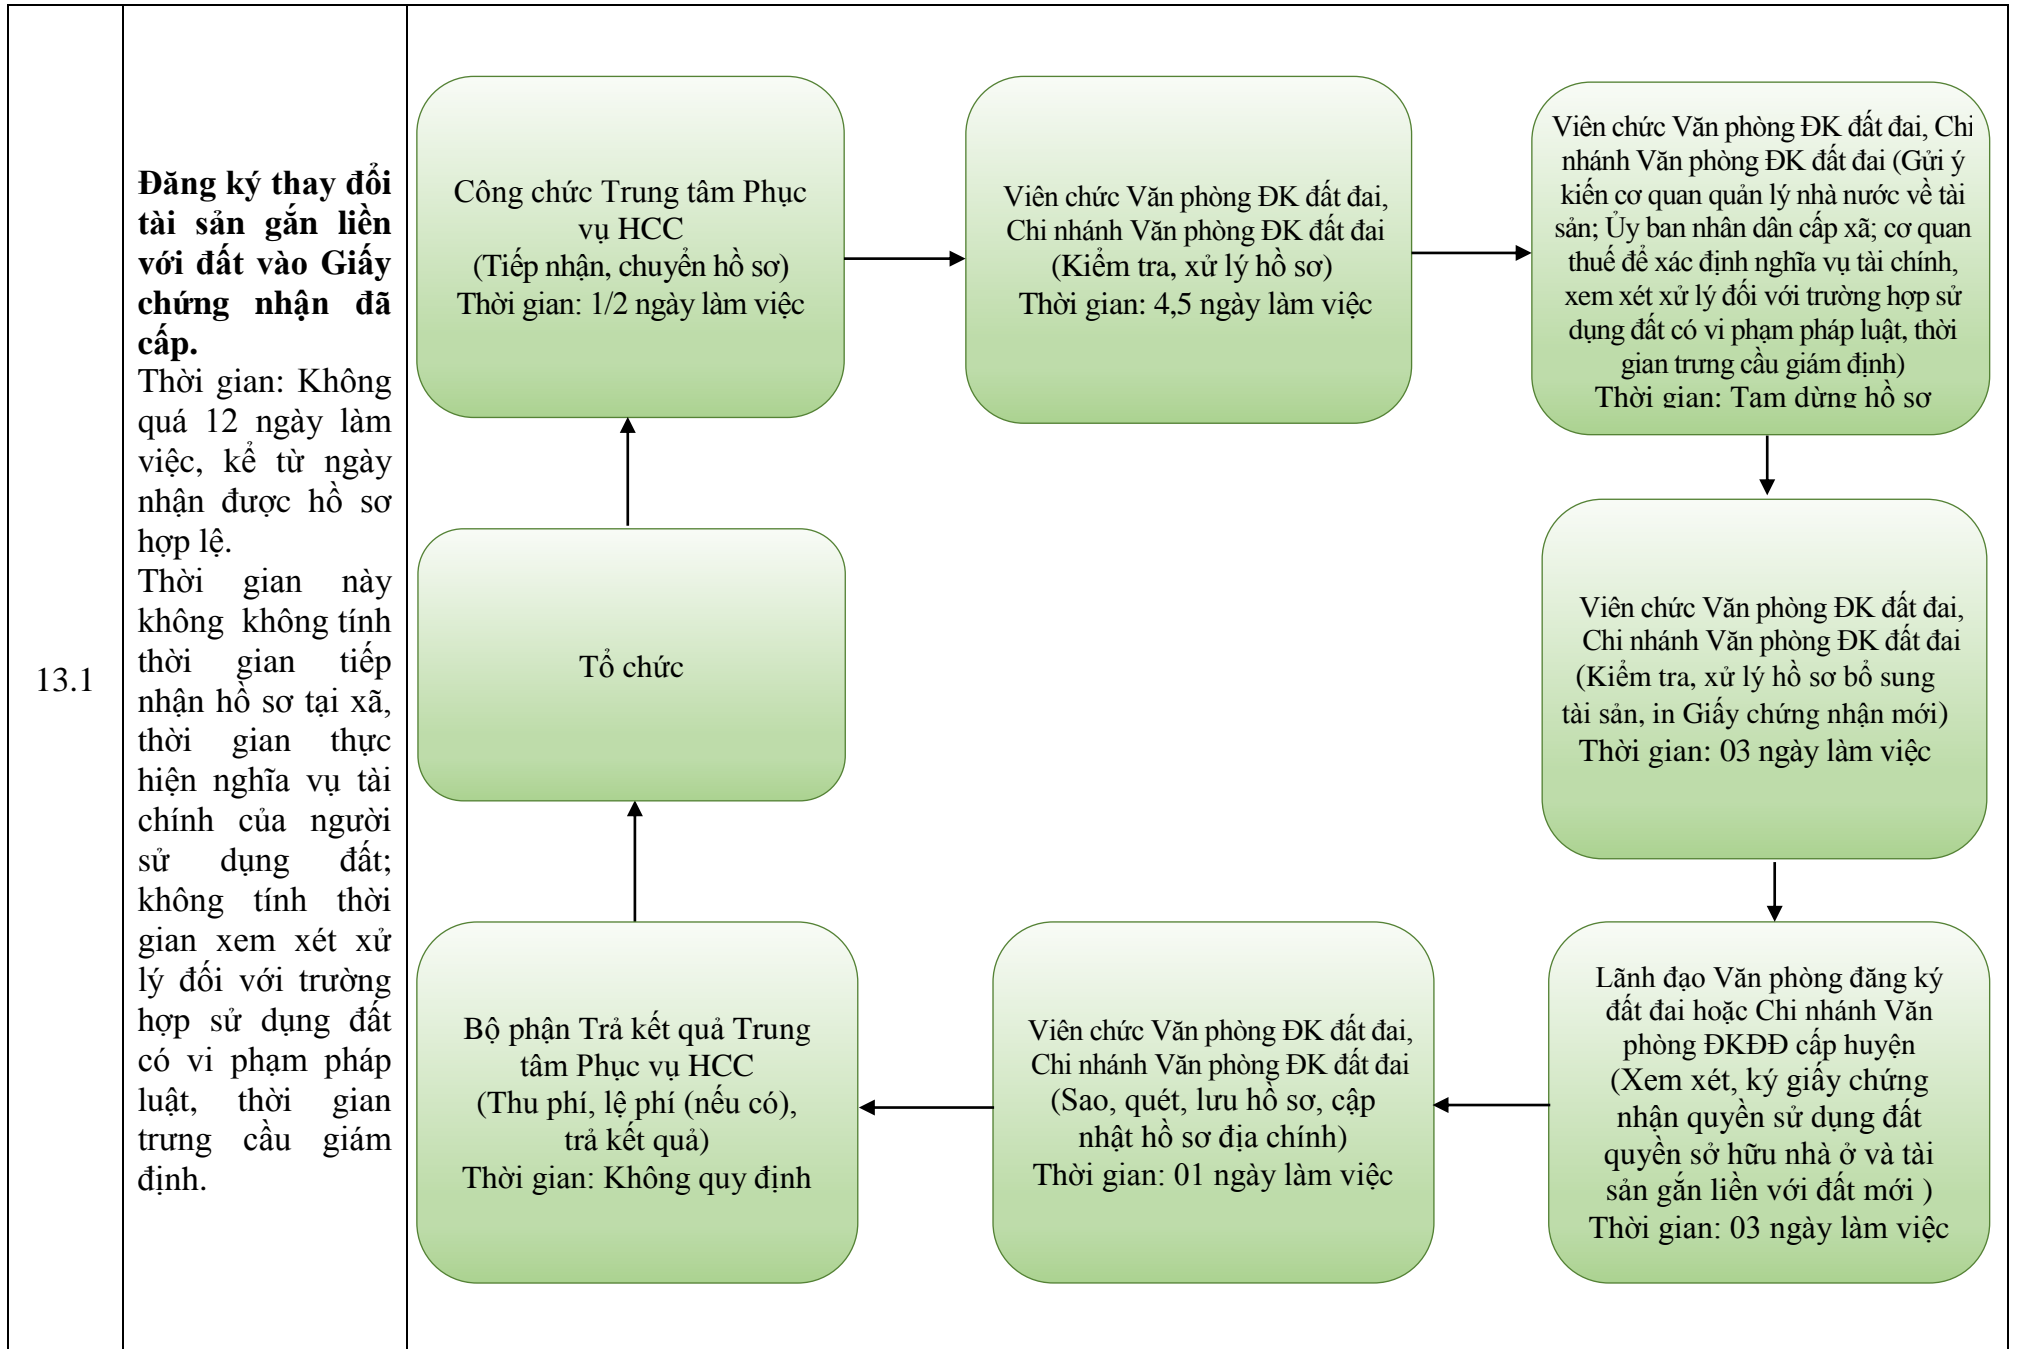 13.1
Đăng ký thay đổi
tài sản gắn liền
với đất vào Giấy
chứng nhận đã
cấp.
Thời gian: Không
quá 12 ngày làm
việc, kể từ ngày
nhận được hồ sơ
hợp lệ.
Thời gian này
không không tính
thời gian tiếp
nhận hồ sơ tại xã,
thời gian thực
hiện nghĩa vụ tài
chính của người
sử dụng đất;
không tính thời
gian xem xét xử
lý đối với trường
hợp sử dụng đất
có vi phạm pháp
luật, thời gian
trưng cầu giám
định.
Công chức Trung tâm Phục
vụ HCC
(Tiếp nhận, chuyển hồ sơ)
Thời gian: 1/2 ngày làm việc
Viên chức Văn phòng ĐK đất đai,
Chi nhánh Văn phòng ĐK đất đai
(Kiểm tra, xử lý hồ sơ)
Thời gian: 4,5 ngày làm việc
Viên chức Văn phòng ĐK đất đai, Chi
nhánh Văn phòng ĐK đất đai (Gửi ý
kiến cơ quan quản lý nhà nước về tài
sản; Ủy ban nhân dân cấp xã; cơ quan
thuế để xác định nghĩa vụ tài chính,
xem xét xử lý đối với trường hợp sử
dụng đất có vi phạm pháp luật, thời
gian trưng cầu giám định)
Thời gian: Tạm dừng hồ sơ
Viên chức Văn phòng ĐK đất đai,
Chi nhánh Văn phòng ĐK đất đai
(Kiểm tra, xử lý hồ sơ bổ sung
tài sản, in Giấy chứng nhận mới)
Thời gian: 03 ngày làm việc
Lãnh đạo Văn phòng đăng ký
đất đai hoặc Chi nhánh Văn
phòng ĐKĐĐ cấp huyện
(Xem xét, ký giấy chứng
nhận quyền sử dụng đất
quyền sở hữu nhà ở và tài
sản gắn liền với đất mới )
Thời gian: 03 ngày làm việc
Viên chức Văn phòng ĐK đất đai,
Chi nhánh Văn phòng ĐK đất đai
(Sao, quét, lưu hồ sơ, cập
nhật hồ sơ địa chính)
Thời gian: 01 ngày làm việc
Bộ phận Trả kết quả Trung
tâm Phục vụ HCC
(Thu phí, lệ phí (nếu có),
trả kết quả)
Thời gian: Không quy định
Tổ chức